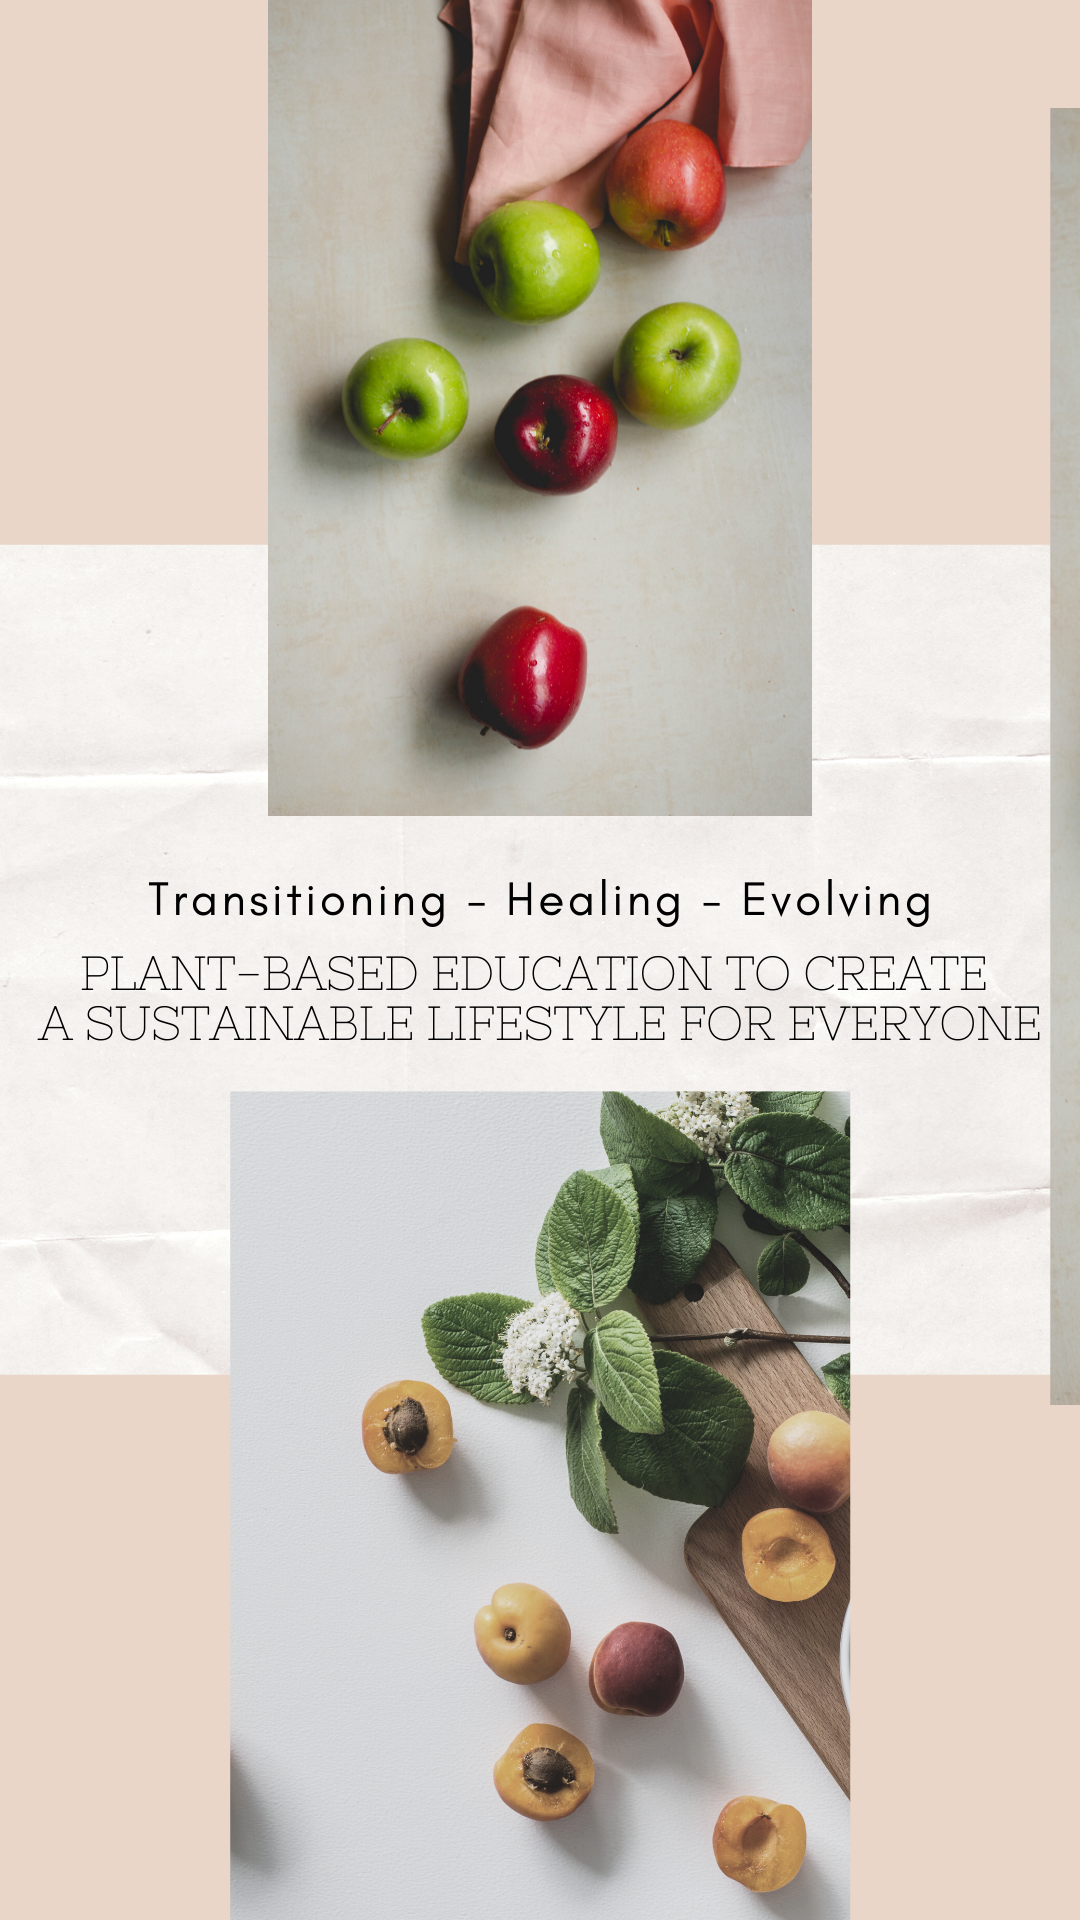 Transitioning - Healing - Evolving
PLANT-BASED EDUCATION TO CREATE
A SUSTAINABLE LIFESTYLE FOR EVERYONE